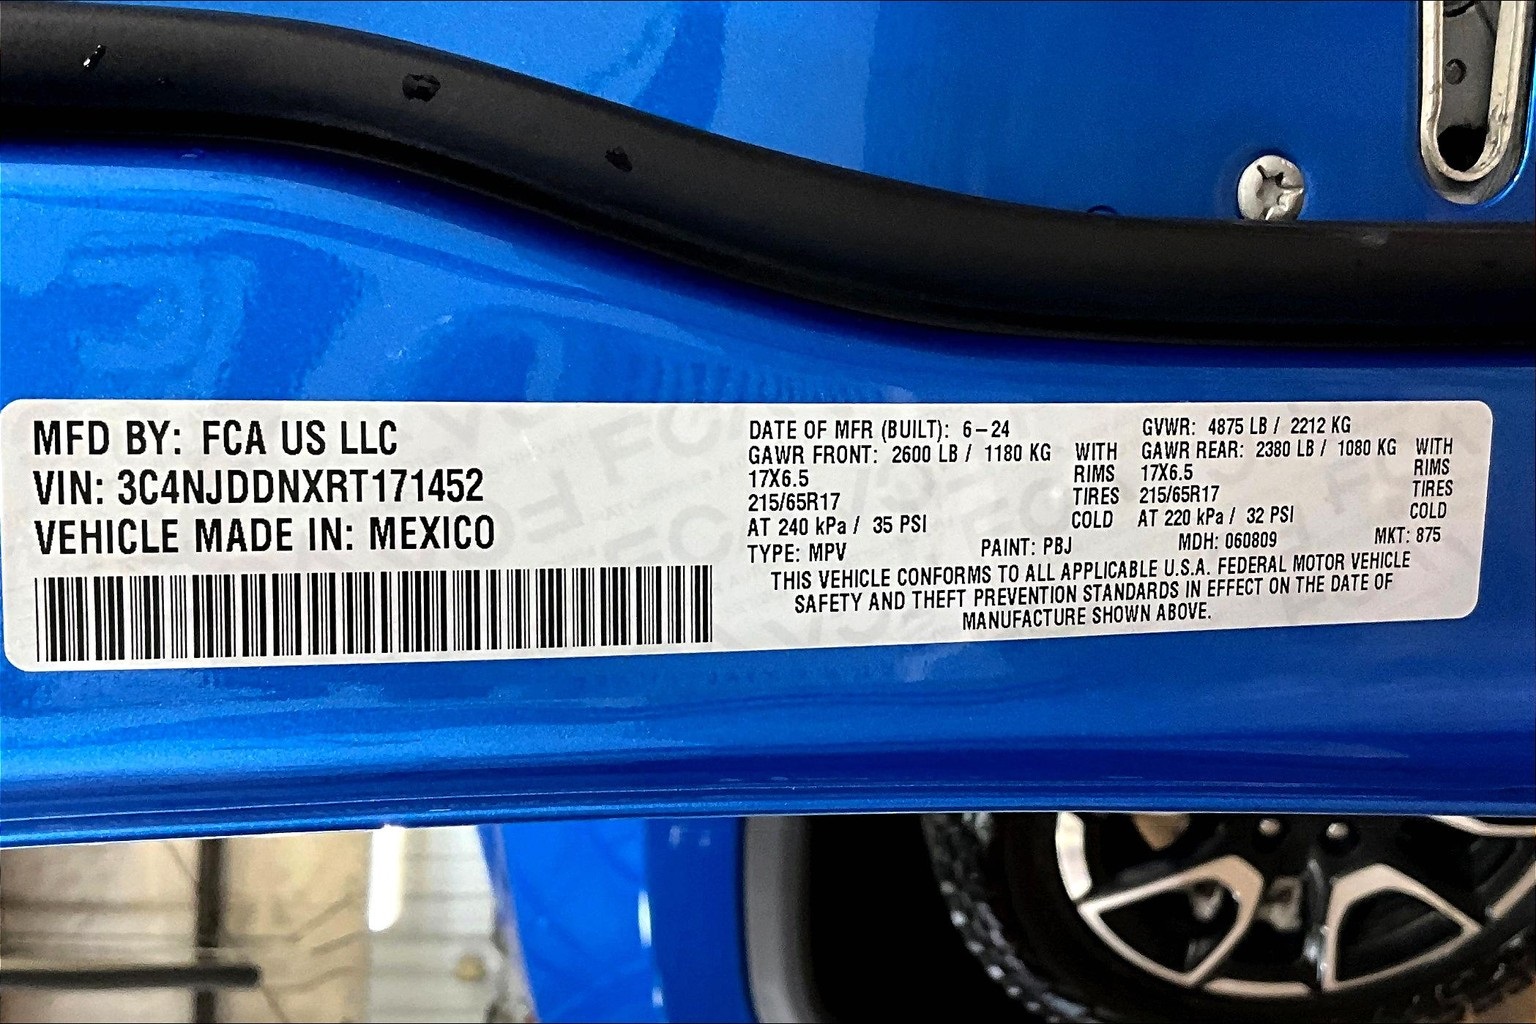 MFD BY: FCA US LLC
VIN: 3C4NJDDNXRT171452
VEHICLE MADE IN: MEXICO
DATE OF MFR (BUILT): 6-24
GAWR FRONT: 2600 LB / 1180 KG WITH
17X6.5 RIMS
215/65R17 TIRES
AT 240 kPa / 35 PSI COLD
GVWR: 4875 LB / 2212 KG
GAWR REAR: 2380 LB / 1080 KG WITH
17X6.5 RIMS
215/65R17 TIRES
AT 220 kPa / 32 PSI COLD
TYPE: MPV PAINT: PBJ MDH: 060809 MKT: 875
THIS VEHICLE CONFORMS TO ALL APPLICABLE U.S.A. FEDERAL MOTOR VEHICLE
SAFETY AND THEFT PREVENTION STANDARDS IN EFFECT ON THE DATE OF
MANUFACTURE SHOWN ABOVE.